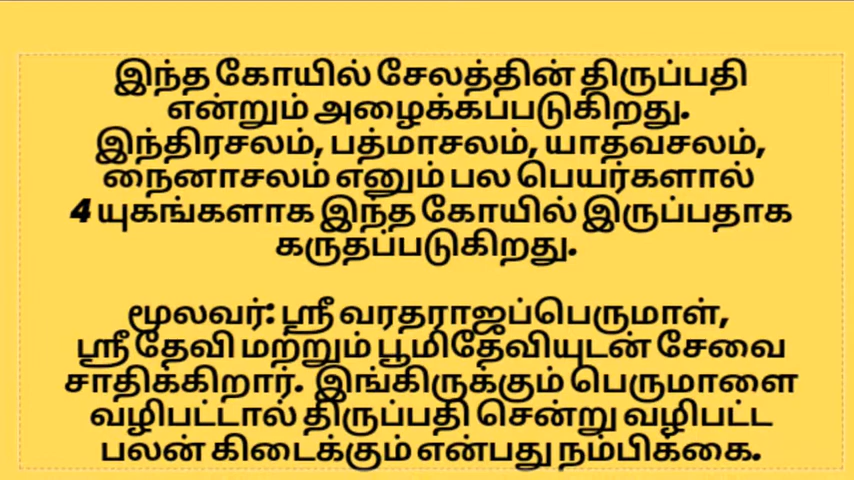 இந்த கோயில் சேலத்தின் திருப்பதி
என்றும் அழைக்கப்படுகிறது.
இந்திரசலம், பத்மாசலம், யாதவசலம்,
நைனாசலம் எனும் பல பெயர்களால்
4 யுகங்களாக இந்த கோயில் இருப்பதாக
கருதப்படுகிறது.
மூலவர்: ஸ்ரீ வரதராஜப்பெருமாள்,
ஸ்ரீ தேவி மற்றும் பூமிதேவியுடன் சேவை
சாதிக்கிறார். இங்கிருக்கும் பெருமாளை
வழிபட்டால் திருப்பதி சென்று வழிபட்ட
பலன் கிடைக்கும் என்பது நம்பிக்கை.